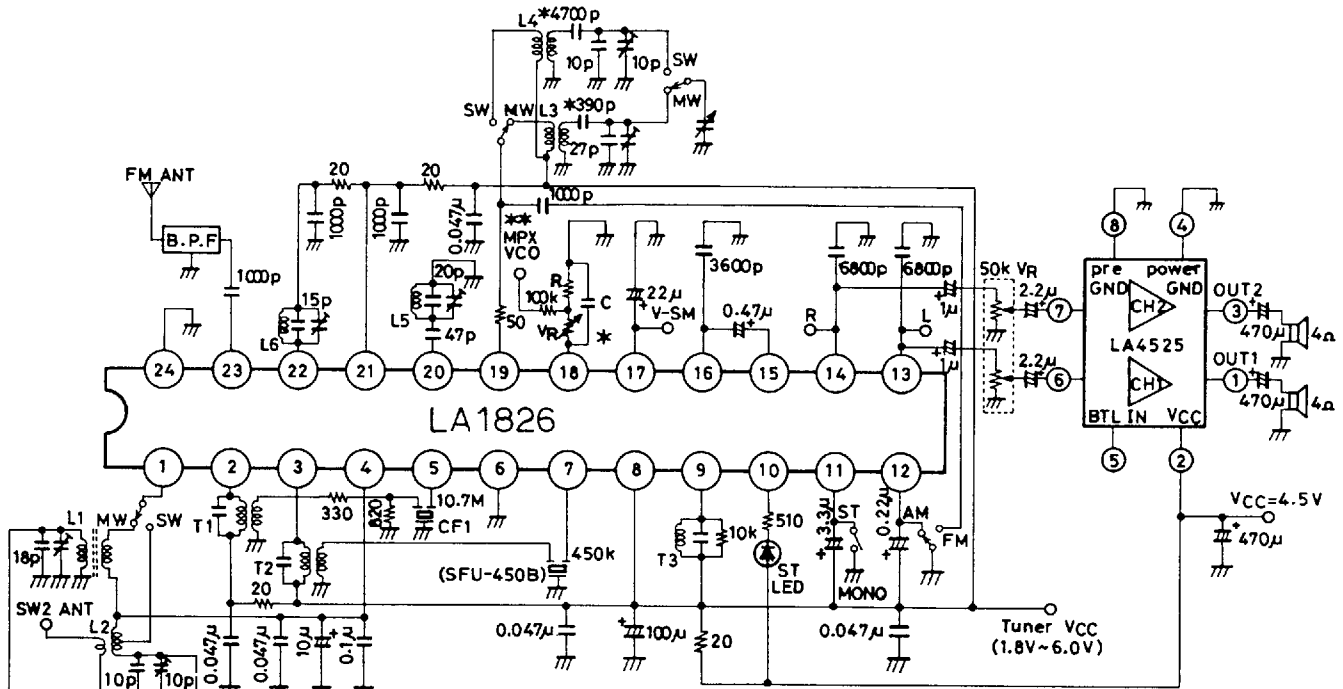 L4 *4700p
10p
10p
SW
MW
SW
MW
L3
*390p
27p
FM ANT
20
20
1000p
B.P.F
1000p
1000p
1000p
0.047μ
**
MPX
VCO
100k
R
VR
C
*
50
20p
L5
47p
15p
L6
22μ
V-SM
3600p
0.47μ
6800p
6800p
R
L
1μ
1μ
50k VR
2.2μ
2.2μ
8
4
pre
GND
power
GND
CH2
LA4525
CH1
BTL IN
VCC
7
6
5
2
3
1
OUT2
470μ
4Ω
OUT1
470μ
4Ω
VCC=4.5V
470μ
24
23
22
21
20
19
18
17
16
15
14
13
LA1826
1
2
3
4
5
6
7
8
9
10
11
12
L1
MW
SW
18p
T1
330
820
10.7M
CF1
T2
450k
(SFU-450B)
T3
10k
510
ST
LED
3.3μ
ST
MONO
0.22μ
AM
FM
SW2 ANT
L2
10p
10p
20
0.047μ
0.047μ
10μ
0.1μ
0.047μ
100μ
20
0.047μ
Tuner VCC
(1.8V~6.0V)